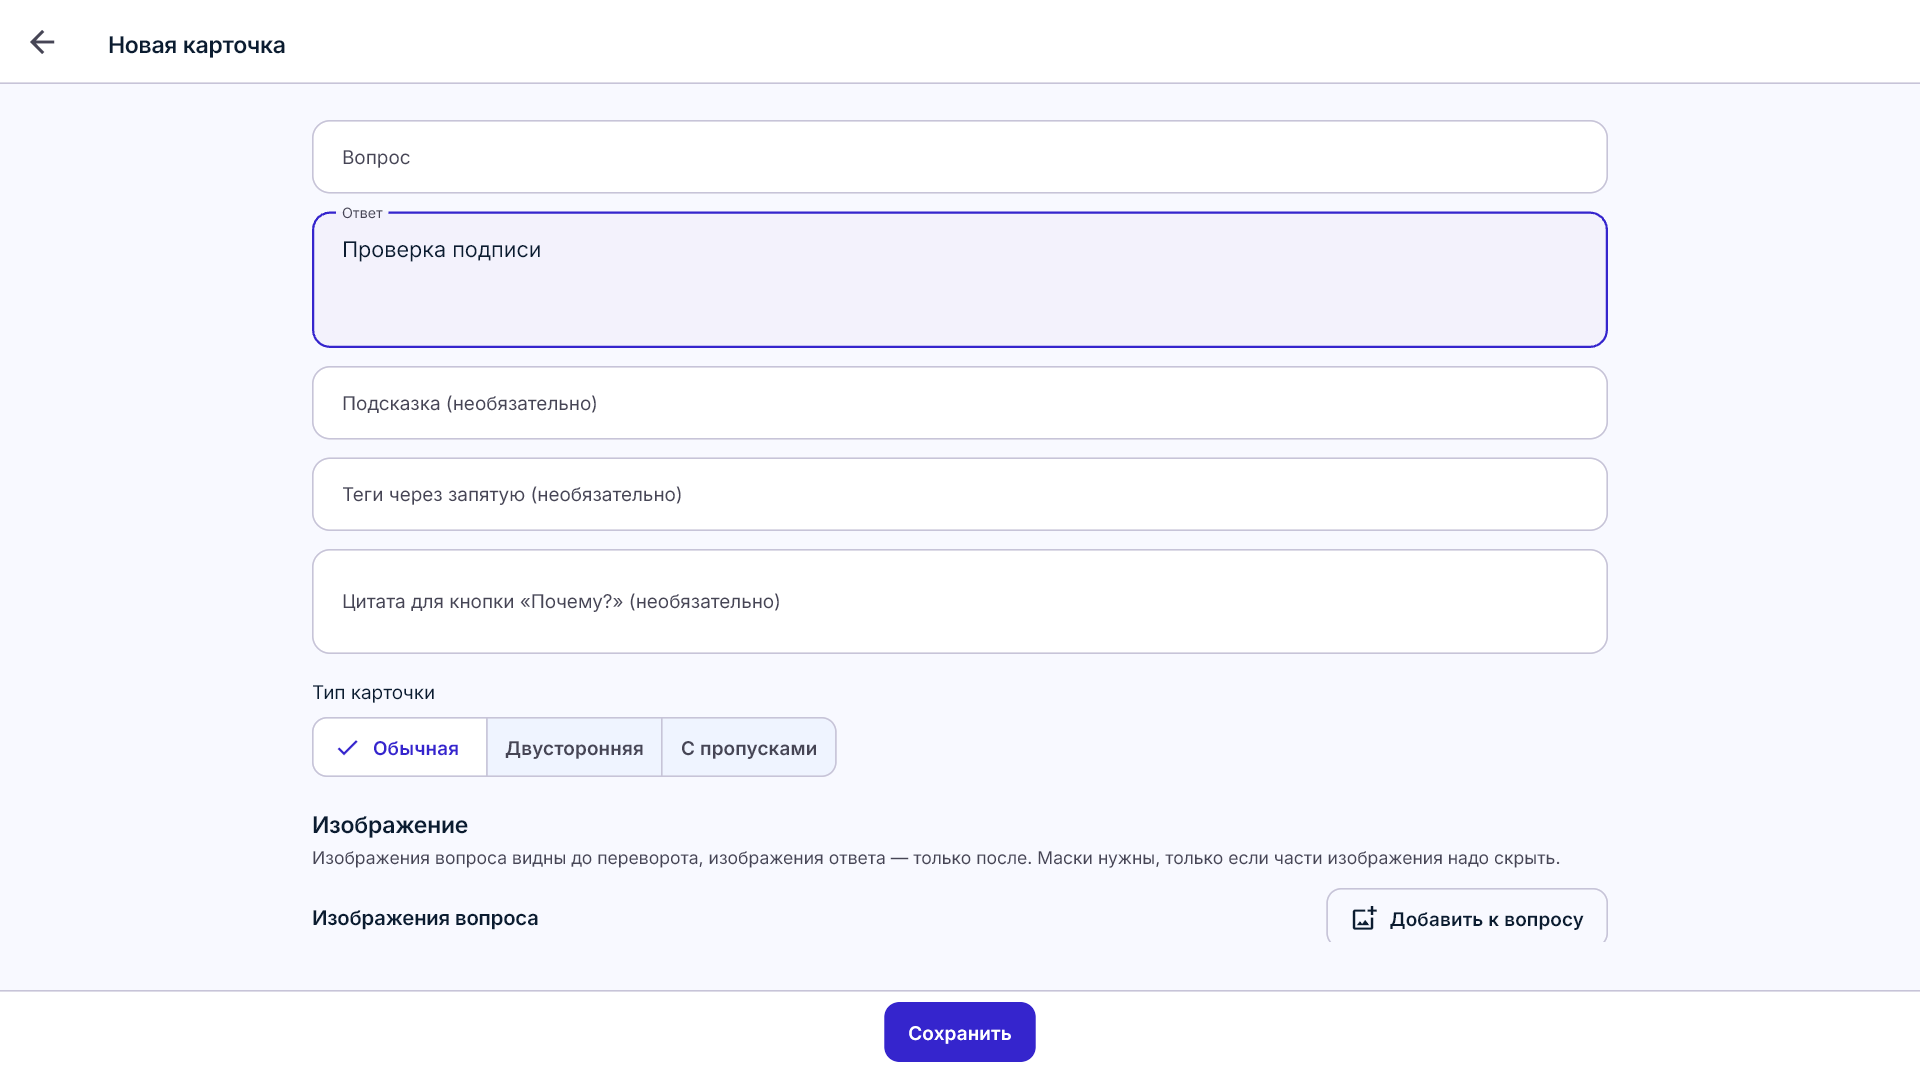 Новая карточка
Вопрос
Ответ
Проверка подписи
Подсказка (необязательно)
Теги через запятую (необязательно)
Цитата для кнопки «Почему?» (необязательно)
Тип карточки
Обычная
Двусторонняя
С пропусками
Изображение
Изображения вопроса видны до переворота, изображения ответа — только после. Маски нужны, только если части изображения надо скрыть.
Изображения вопроса
Добавить к вопросу
Сохранить